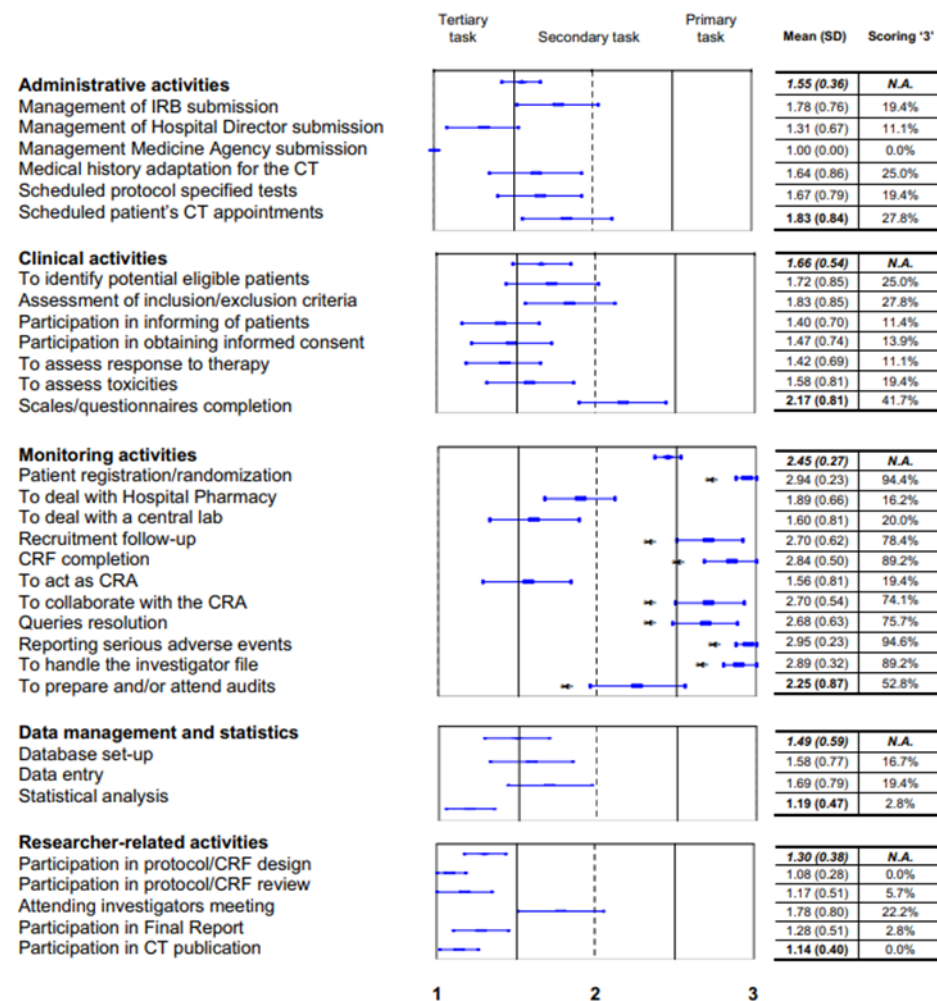 Tertiary task Secondary task Primary task Mean (SD) Scoring ‘3’
Administrative activities 1.55 (0.36) N.A.
Management of IRB submission 1.78 (0.76) 19.4%
Management of Hospital Director submission 1.31 (0.67) 11.1%
Management Medicine Agency submission 1.00 (0.00) 0.0%
Medical history adaptation for the CT 1.64 (0.86) 25.0%
Scheduled protocol specified tests 1.67 (0.79) 19.4%
Scheduled patient's CT appointments 1.83 (0.84) 27.8%
Clinical activities 1.66 (0.54) N.A.
To identify potential eligible patients 1.72 (0.85) 25.0%
Assessment of inclusion/exclusion criteria 1.83 (0.85) 27.8%
Participation in informing of patients 1.40 (0.70) 11.4%
Participation in obtaining informed consent 1.47 (0.74) 13.9%
To assess response to therapy 1.42 (0.69) 11.1%
To assess toxicities 1.58 (0.81) 19.4%
Scales/questionnaires completion 2.17 (0.81) 41.7%
Monitoring activities 2.45 (0.27) N.A.
Patient registration/randomization 2.94 (0.23) 94.4%
To deal with Hospital Pharmacy 1.89 (0.66) 16.2%
To deal with a central lab 1.60 (0.81) 20.0%
Recruitment follow-up 2.70 (0.62) 78.4%
CRF completion 2.84 (0.50) 89.2%
To act as CRA 1.56 (0.81) 19.4%
To collaborate with the CRA 2.70 (0.54) 74.1%
Queries resolution 2.68 (0.63) 75.7%
Reporting serious adverse events 2.95 (0.23) 94.6%
To handle the investigator file 2.89 (0.32) 89.2%
To prepare and/or attend audits 2.25 (0.87) 52.8%
Data management and statistics 1.49 (0.59) N.A.
Database set-up 1.58 (0.77) 16.7%
Data entry 1.69 (0.79) 19.4%
Statistical analysis 1.19 (0.47) 2.8%
Researcher-related activities 1.30 (0.38) N.A.
Participation in protocol/CRF design 1.08 (0.28) 0.0%
Participation in protocol/CRF review 1.17 (0.51) 5.7%
Attending investigators meeting 1.78 (0.80) 22.2%
Participation in Final Report 1.28 (0.51) 2.8%
Participation in CT publication 1.14 (0.40) 0.0%
1 2 3